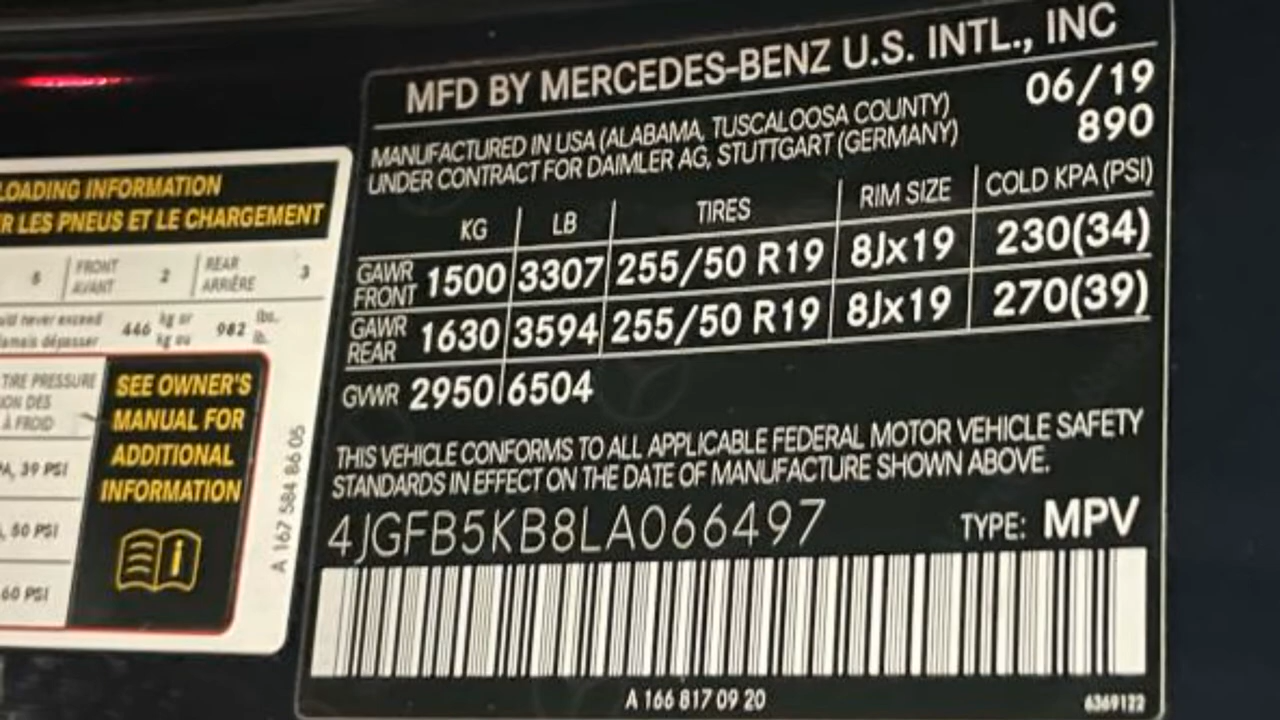 LOADING INFORMATION
R LES PNEUS ET LE CHARGEMENT
5 FRONT AVANT 2 REAR ARRIÈRE 3
never exceed 446 kg or 982 lbs.
jamais dépasser kg ou lb.
TIRE PRESSURE
DES
À FROID
39 PSI
50 PSI
60 PSI
SEE OWNER'S
MANUAL FOR
ADDITIONAL
INFORMATION
A 167 584 86 05
MFD BY MERCEDES-BENZ U.S. INTL., INC
06/19
MANUFACTURED IN USA (ALABAMA, TUSCALOOSA COUNTY)
UNDER CONTRACT FOR DAIMLER AG, STUTTGART (GERMANY)
890
KG LB TIRES RIM SIZE COLD KPA (PSI)
GAWR FRONT 1500 3307 255/50 R19 8Jx19 230(34)
GAWR REAR 1630 3594 255/50 R19 8Jx19 270(39)
GVWR 2950 6504
THIS VEHICLE CONFORMS TO ALL APPLICABLE FEDERAL MOTOR VEHICLE SAFETY
STANDARDS IN EFFECT ON THE DATE OF MANUFACTURE SHOWN ABOVE.
4JGFB5KB8LA066497 TYPE: MPV
A 166 817 09 20 6369122